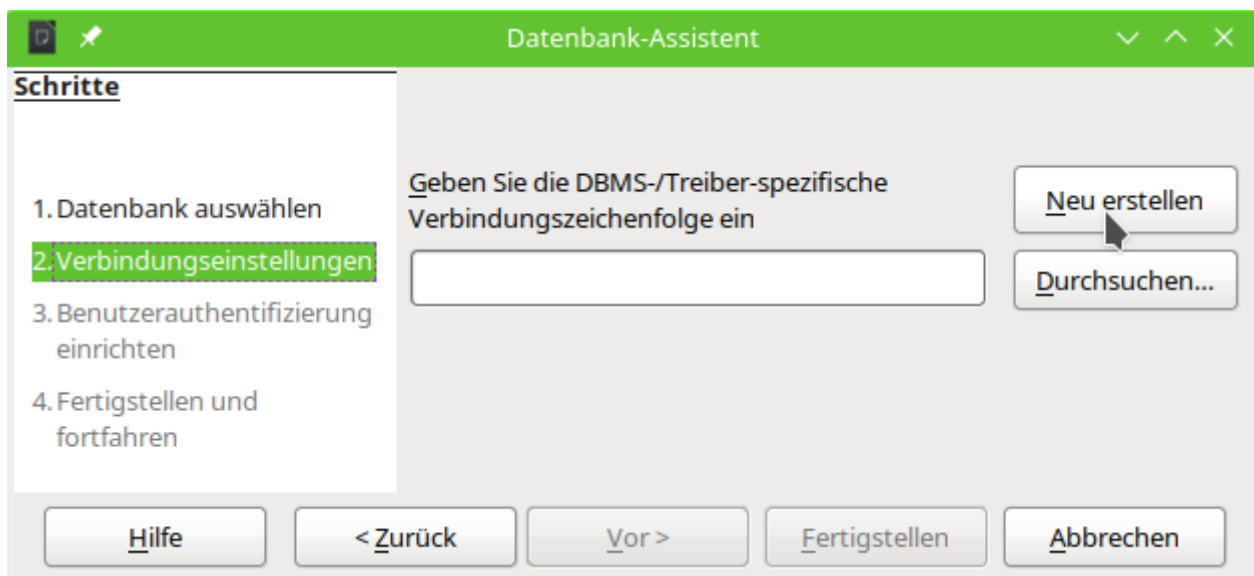 Datenbank-Assistent
Schritte
1. Datenbank auswählen
2. Verbindungseinstellungen
3. Benutzerauthentifizierung
einrichten
4. Fertigstellen und
fortfahren
Geben Sie die DBMS-/Treiber-spezifische
Verbindungszeichenfolge ein
Neu erstellen
Durchsuchen...
Hilfe
< Zurück
Vor >
Fertigstellen
Abbrechen